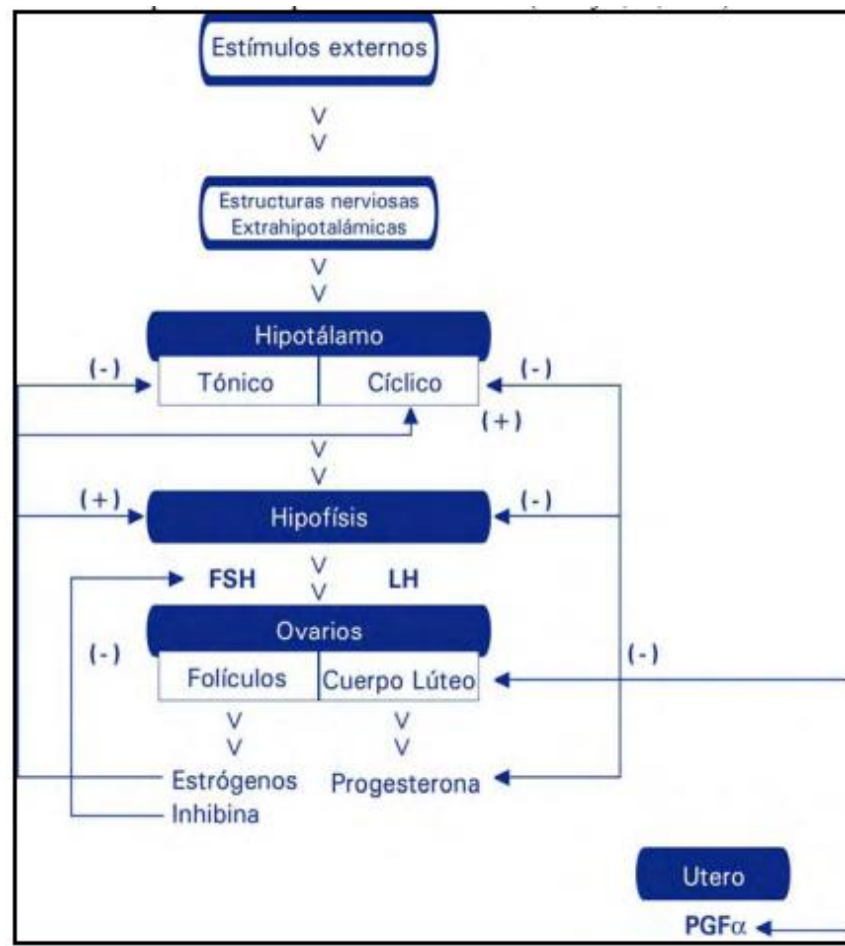 Estímulos externos
V
V
Estructuras nerviosas
Extrahipotalámicas
V
V
Hipotálamo
(-) Tónico Cíclico (-)
(+)
V
V
(+) Hipofísis (-)
V
FSH LH
V
Ovarios
(-) (-)
Folículos Cuerpo Lúteo
V V
V V
Estrógenos Progesterona
Inhibina
Utero
PGFα